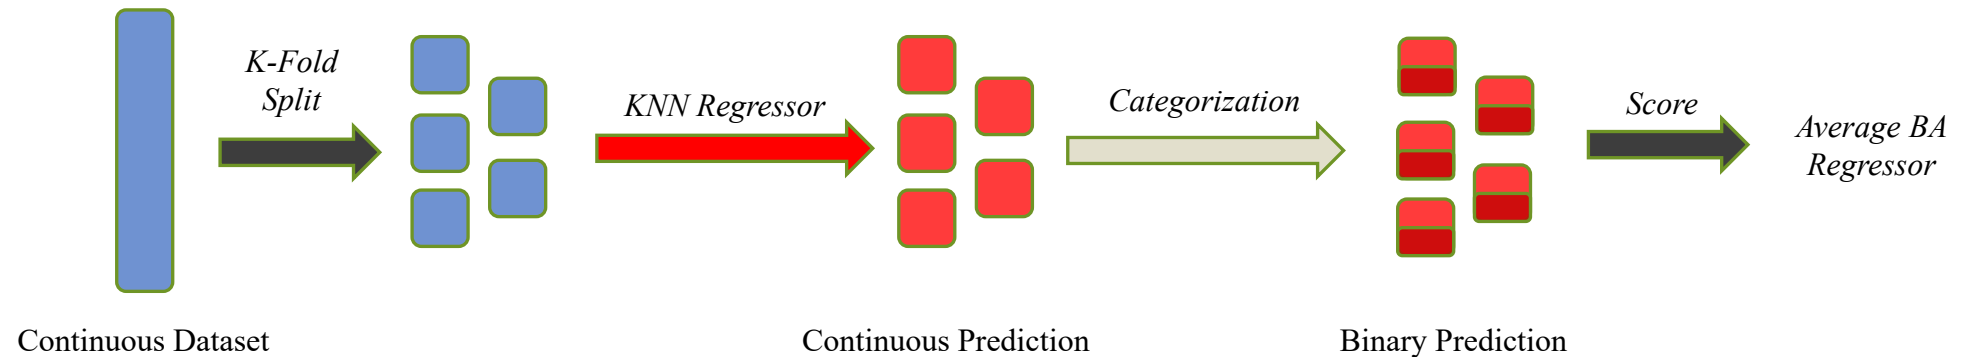 K-Fold
Split
KNN Regressor
Categorization
Score
Average BA
Regressor
Continuous Dataset
Continuous Prediction
Binary Prediction